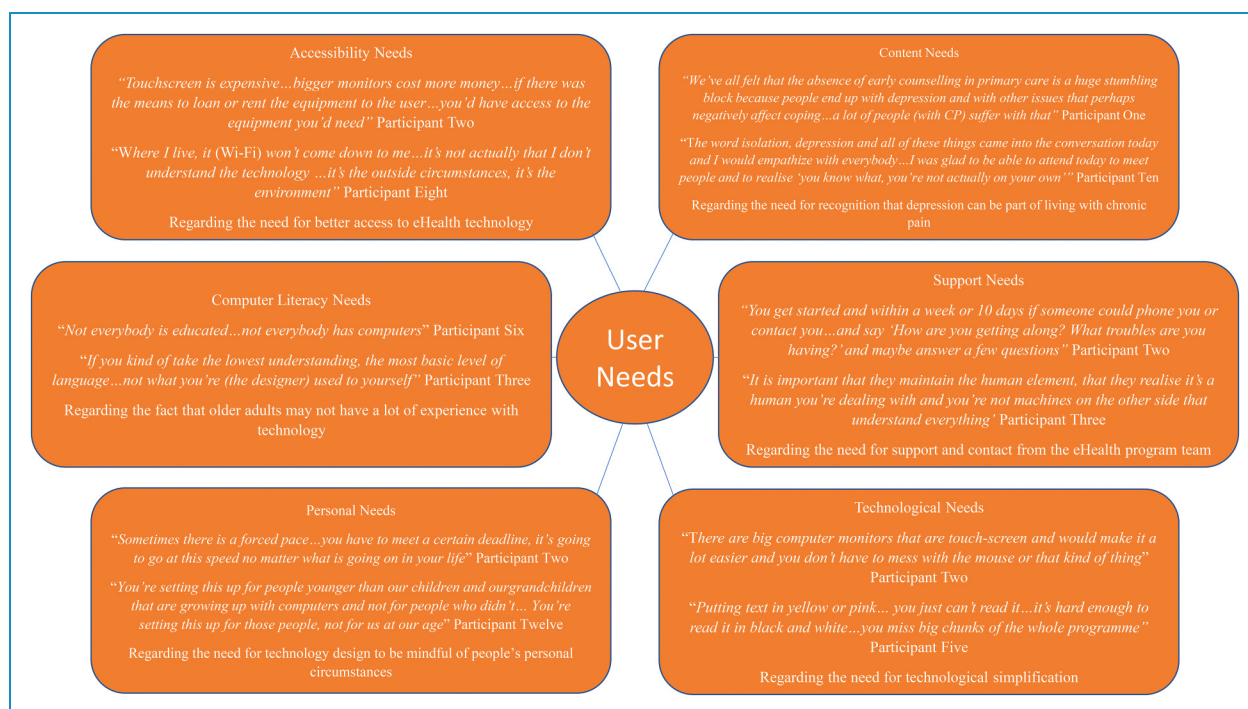 Accessibility Needs
“Touchscreen is expensive…bigger monitors cost more money…if there was
the means to loan or rent the equipment to the user…you’d have access to the
equipment you’d need” Participant Two
“Where I live, it (Wi-Fi) won’t come down to me…it’s not actually that I don’t
understand the technology …it’s the outside circumstances, it’s the
environment” Participant Eight
Regarding the need for better access to eHealth technology
Content Needs
“We’ve all felt that the absence of early counselling in primary care is a huge stumbling
block because people end up with depression and with other issues that perhaps
negatively affect coping…a lot of people (with CP) suffer with that” Participant One
“The word isolation, depression and all of these things came into the conversation today
and I would empathize with everybody…I was glad to be able to attend today to meet
people and to realise ‘you know what, you’re not actually on your own’” Participant Ten
Regarding the need for recognition that depression can be part of living with chronic
pain
Computer Literacy Needs
“Not everybody is educated…not everybody has computers” Participant Six
“If you kind of take the lowest understanding, the most basic level of
language…not what you’re (the designer) used to yourself” Participant Three
Regarding the fact that older adults may not have a lot of experience with
technology
User
Needs
Support Needs
“You get started and within a week or 10 days if someone could phone you or
contact you…and say ‘How are you getting along? What troubles are you
having?’ and maybe answer a few questions” Participant Two
“It is important that they maintain the human element, that they realise it’s a
human you’re dealing with and you’re not machines on the other side that
understand everything’ Participant Three
Regarding the need for support and contact from the eHealth program team
Personal Needs
“Sometimes there is a forced pace…you have to meet a certain deadline, it’s going
to go at this speed no matter what is going on in your life” Participant Two
“You’re setting this up for people younger than our children and ourgrandchildren
that are growing up with computers and not for people who didn’t… You’re
setting this up for those people, not for us at our age” Participant Twelve
Regarding the need for technology design to be mindful of people’s personal
circumstances
Technological Needs
“There are big computer monitors that are touch-screen and would make it a
lot easier and you don’t have to mess with the mouse or that kind of thing”
Participant Two
“Putting text in yellow or pink… you just can’t read it…it’s hard enough to
read it in black and white…you miss big chunks of the whole programme”
Participant Five
Regarding the need for technological simplification